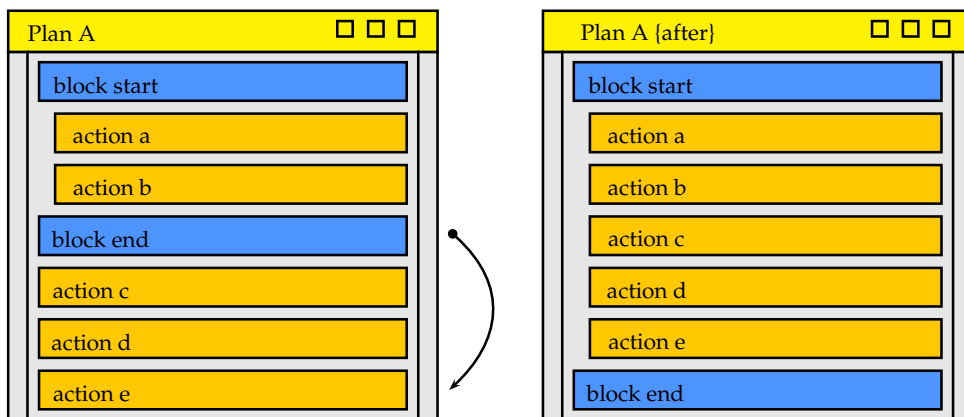 Plan A
block start
action a
action b
block end
action c
action d
action e
Plan A {after}
block start
action a
action b
action c
action d
action e
block end